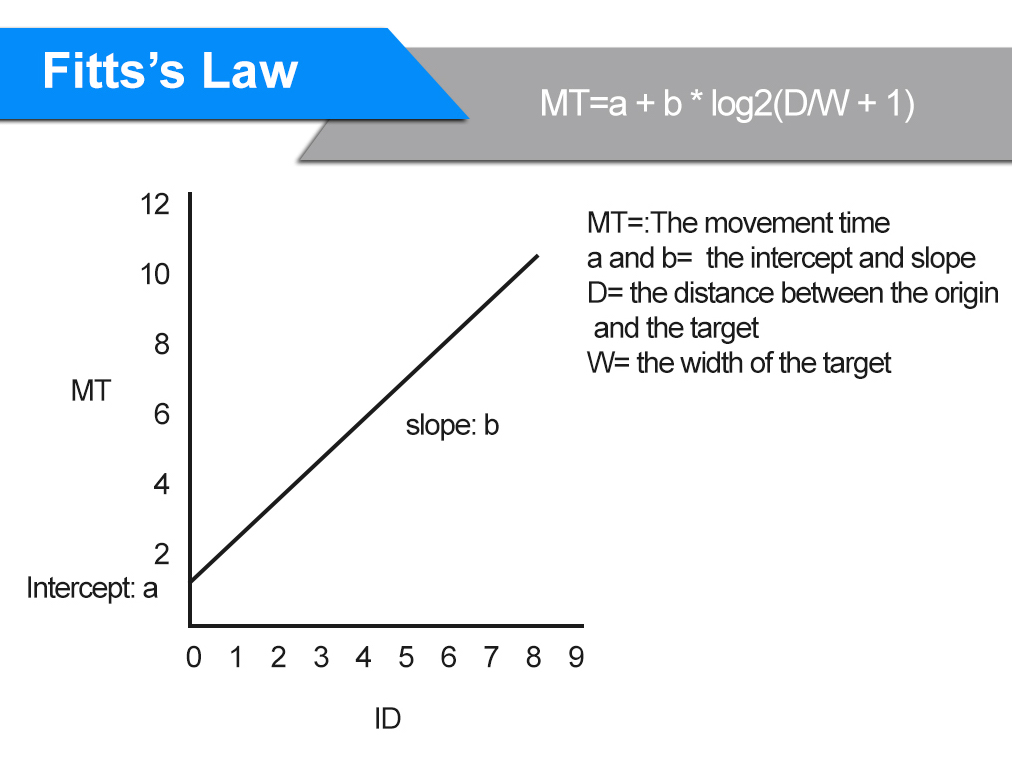 Fitts’s Law
MT=a + b * log2(D/W + 1)
MT=:The movement time
a and b=  the intercept and slope
D= the distance between the origin
and the target
W= the width of the target
12
10
8
MT
6
slope: b
4
2
Intercept: a
0 1 2 3 4 5 6 7 8 9
ID